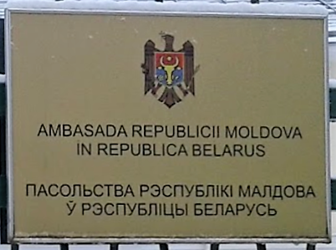 AMBASADA REPUBLICII MOLDOVA
ÎN REPUBLICA BELARUS
ПАСОЛЬСТВА РЭСПУБЛІКІ МАЛДОВА
Ў РЭСПУБЛІЦЫ БЕЛАРУСЬ